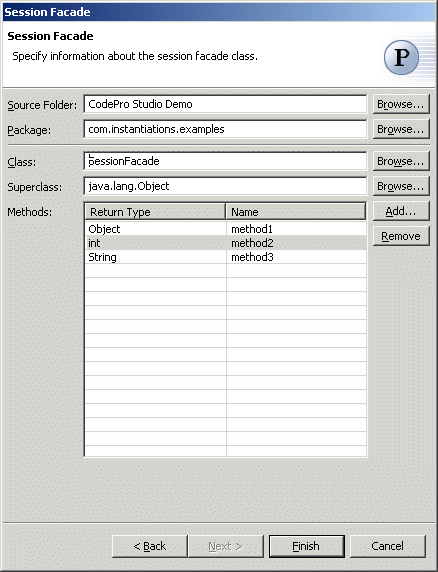 Session Facade
Session Facade
Specify information about the session facade class.
P
Source Folder: CodePro Studio Demo Browse...
Package: com.instantiations.examples Browse...
Class: SessionFacade Browse...
Superclass: java.lang.Object Browse...
Methods: Return Type Name Add...
Object method1
int method2 Remove
String method3
< Back Next > Finish Cancel